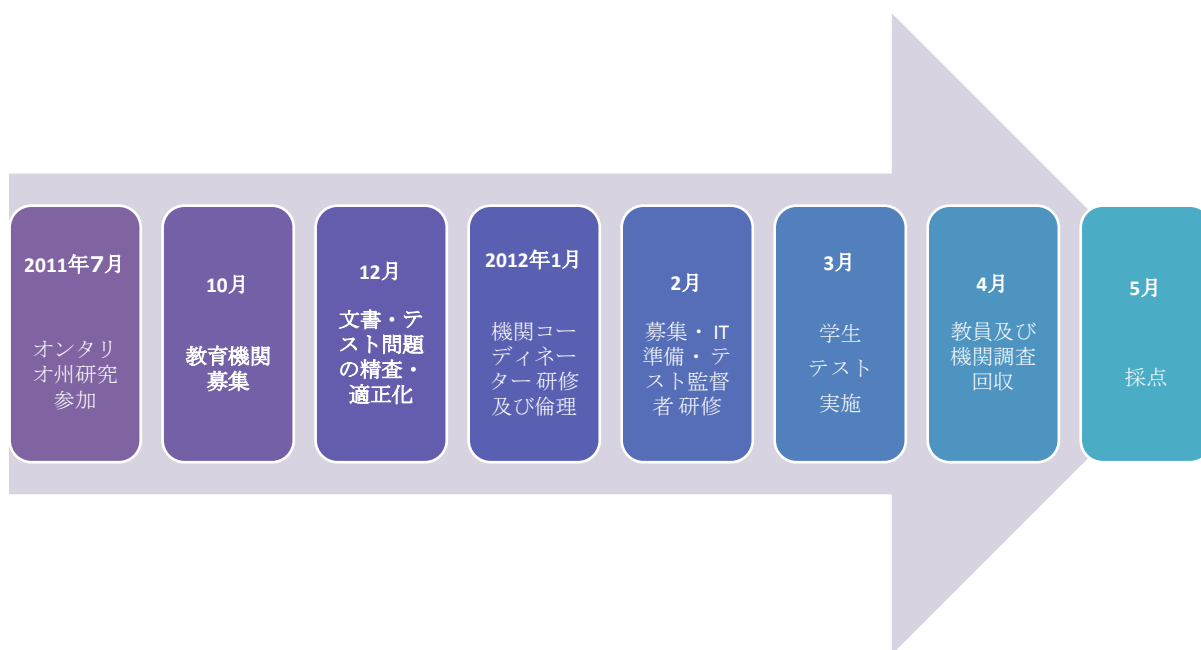 2011年7月
オンタリ
オ州研究
参加
10月
教育機関
募集
12月
文書・テ
スト問題
の精査・
適正化
2012年1月
機関コー
ディネー
ター 研修
及び倫理
2月
募集・ IT
準備・ テ
スト監督
者 研修
3月
学生
テスト
実施
4月
教員及び
機関調査
回収
5月
採点